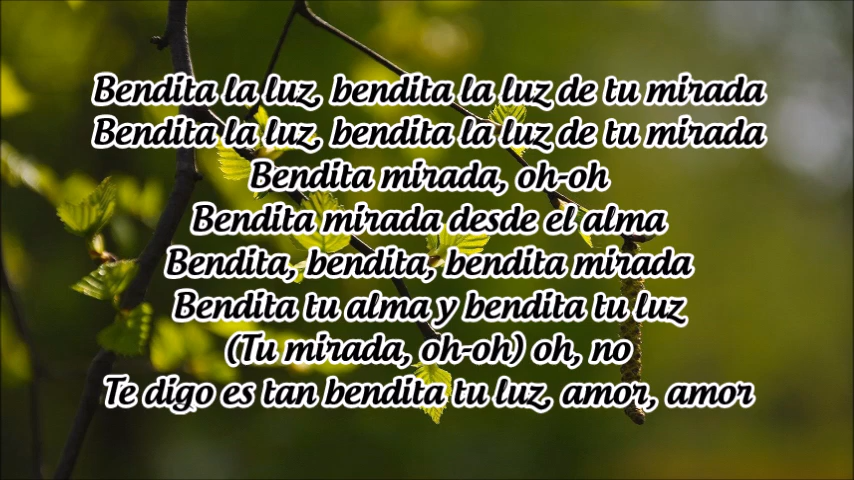 Bendita la luz, bendita la luz de tu mirada
Bendita la luz, bendita la luz de tu mirada
Bendita mirada, oh-oh
Bendita mirada desde el alma
Bendita, bendita, bendita mirada
Bendita tu alma y bendita tu luz
(Tu mirada, oh-oh) oh, no
Te digo es tan bendita tu luz, amor, amor